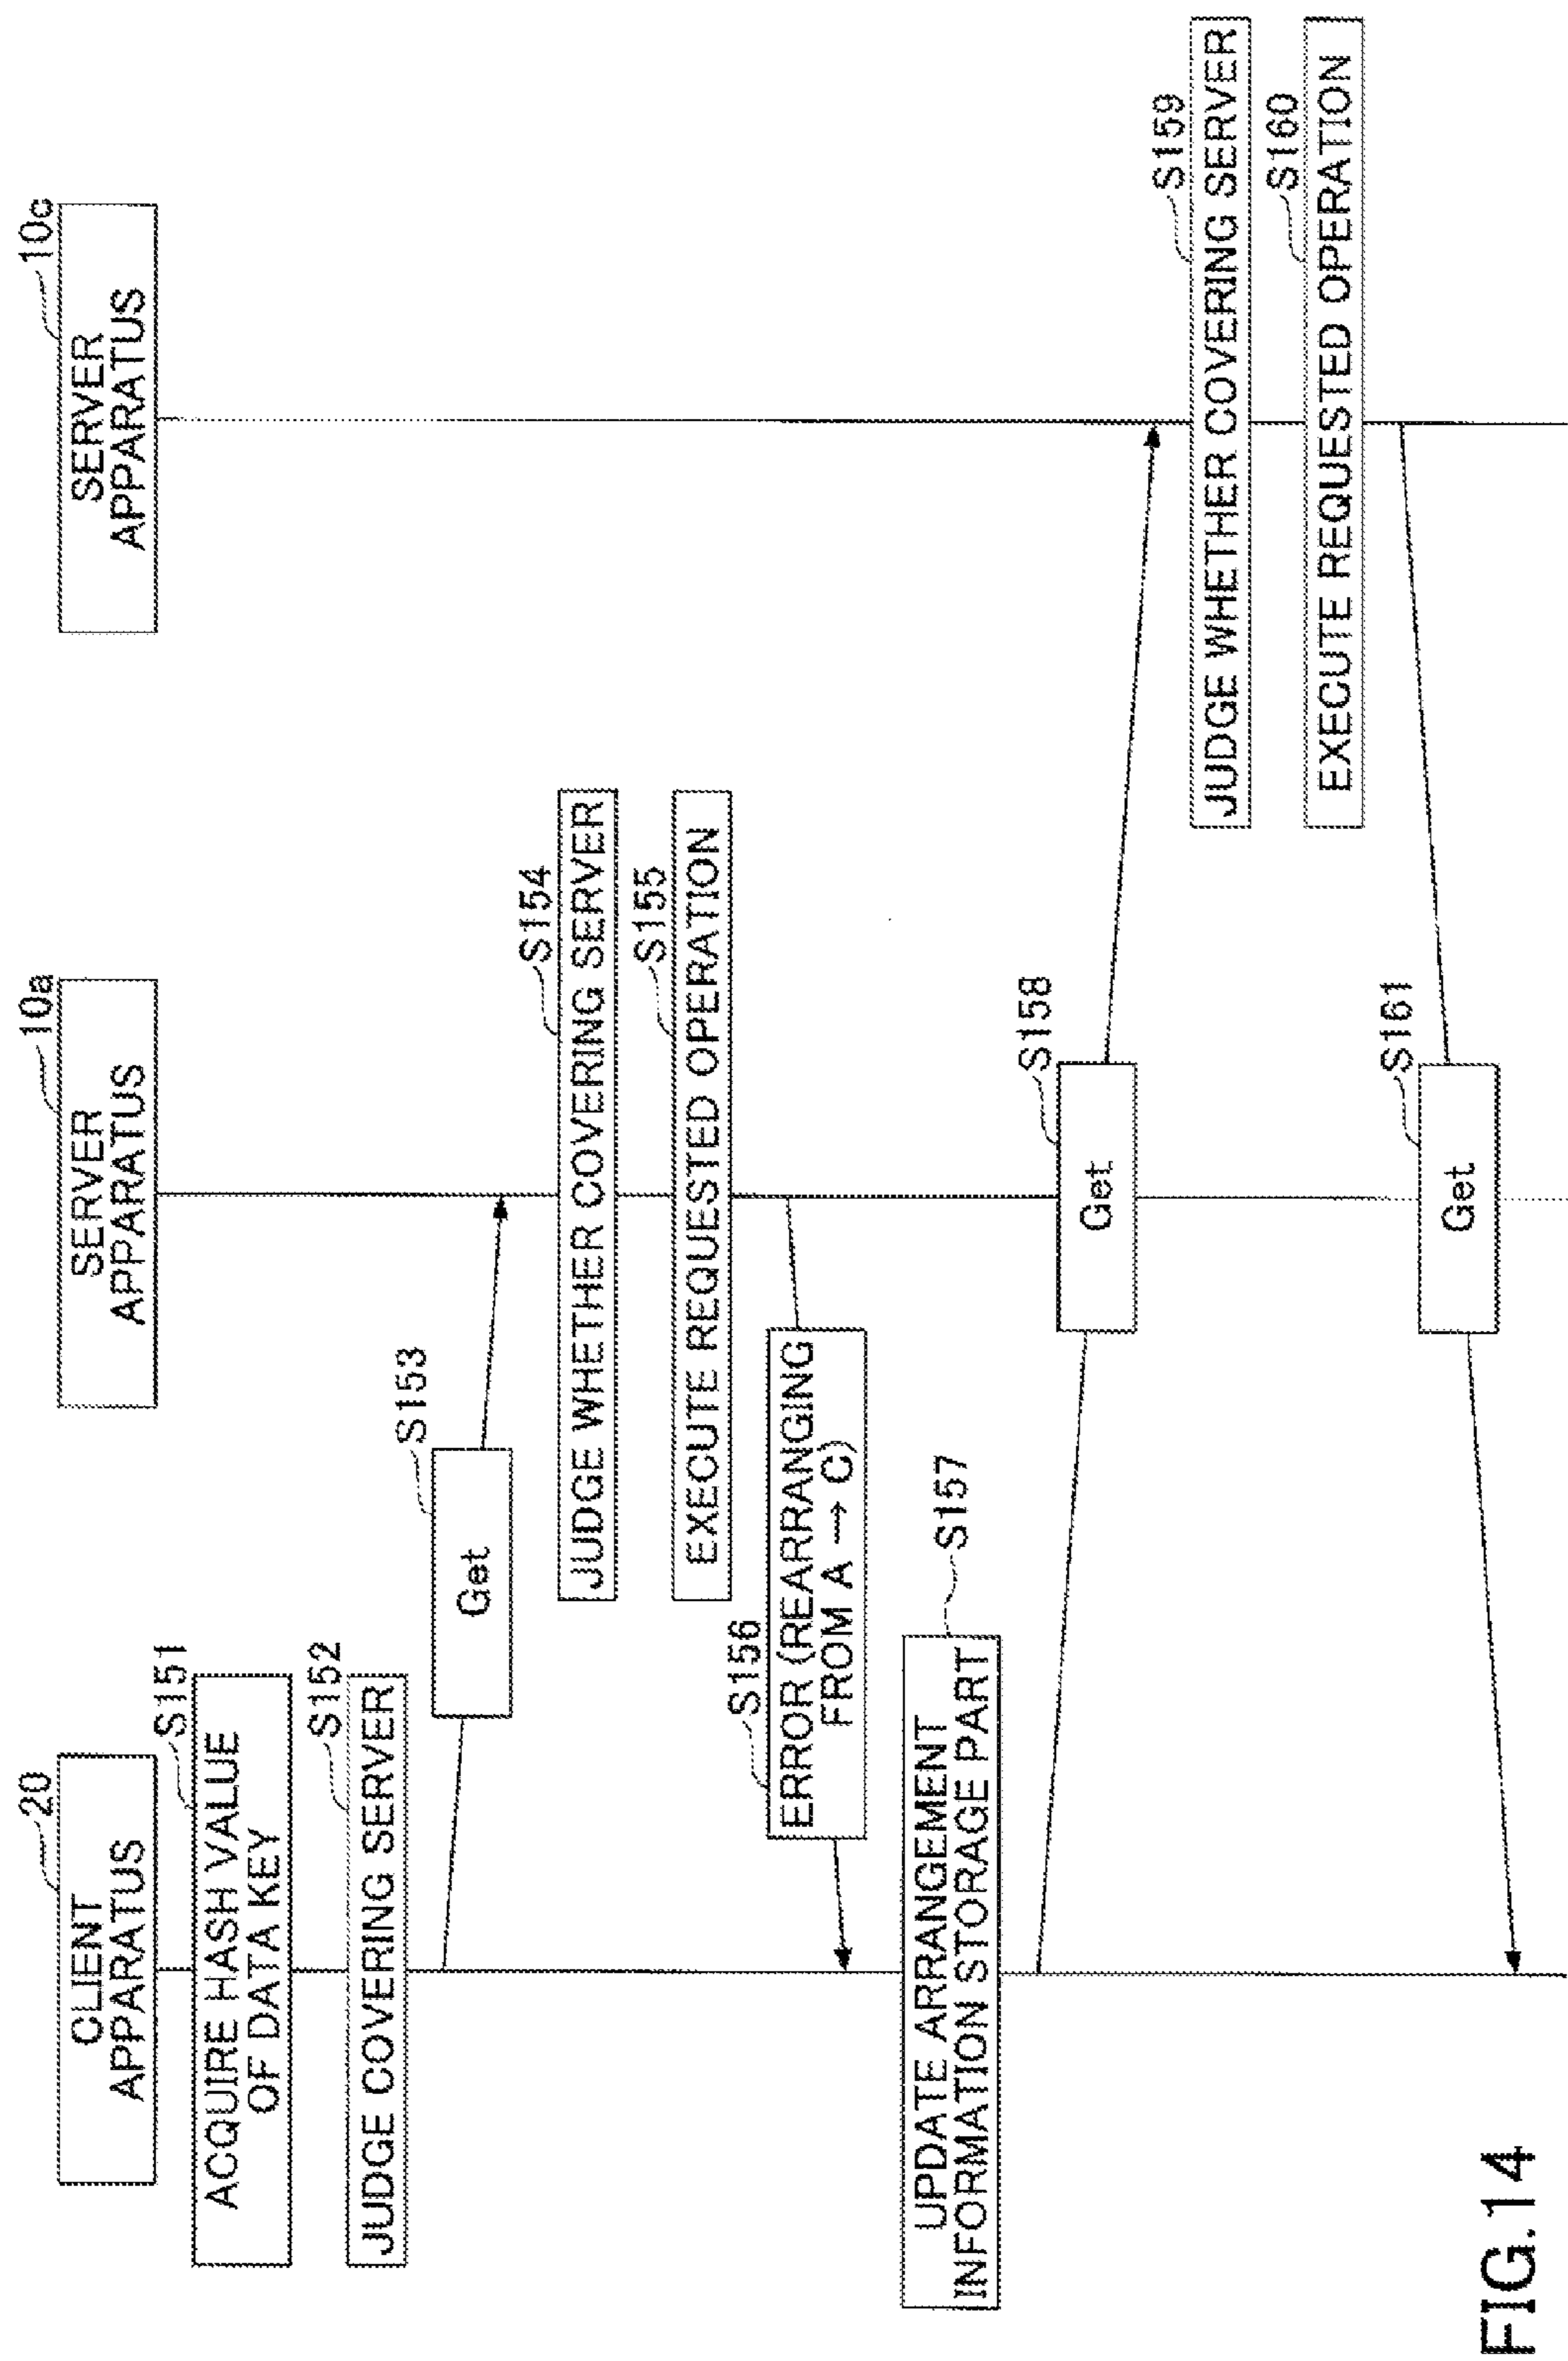 20
CLIENT
APPARATUS
10a
SERVER
APPARATUS
10c
SERVER
APPARATUS
S151
ACQUIRE HASH VALUE
OF DATA KEY
S152
JUDGE COVERING SERVER
S153
Get
S154
JUDGE WHETHER COVERING SERVER
S155
EXECUTE REQUESTED OPERATION
S156
ERROR (REARRANGING
FROM A → C)
S157
UPDATE ARRANGEMENT
INFORMATION STORAGE PART
S158
Get
S159
JUDGE WHETHER COVERING SERVER
S160
EXECUTE REQUESTED OPERATION
S161
Get
FIG.14